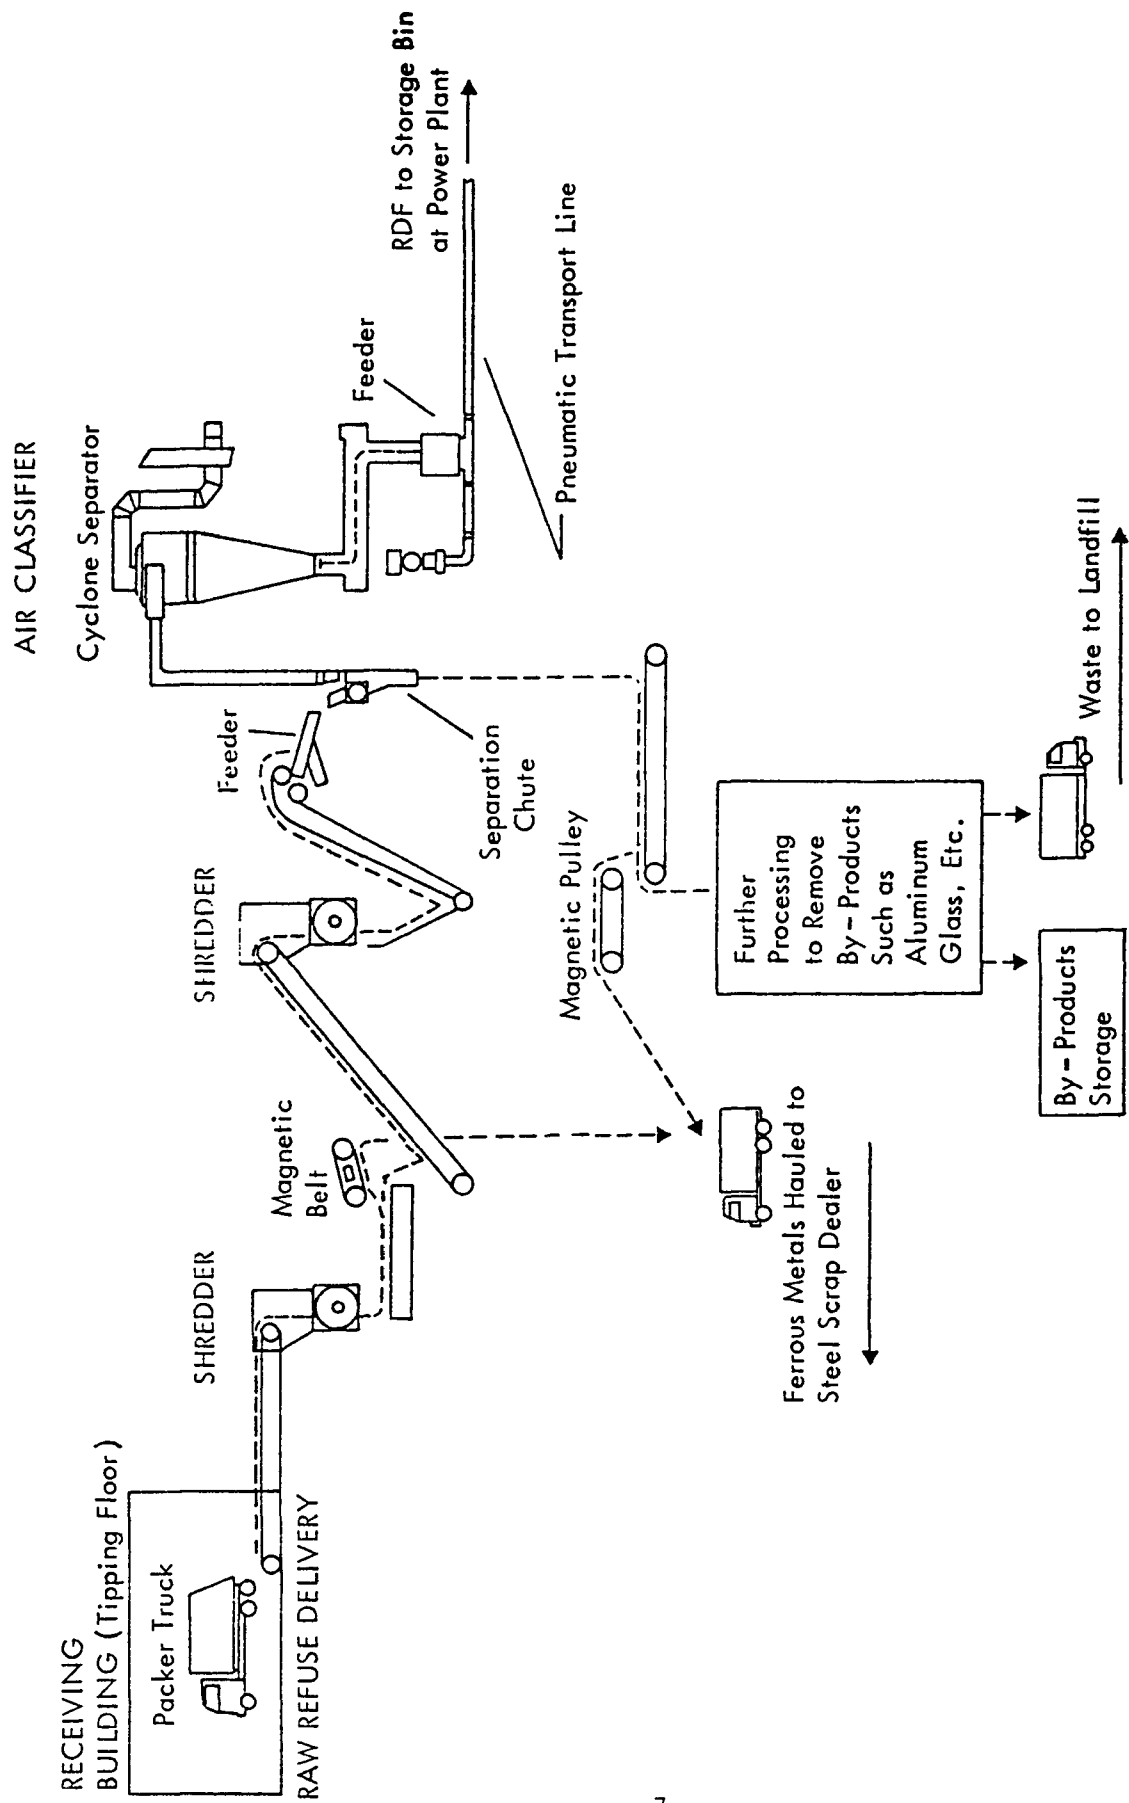 RECEIVING
BUILDING (Tipping Floor)
Packer Truck
RAW REFUSE DELIVERY
SHREDDER
Magnetic
Belt
SHREDDER
Feeder
Separation
Chute
AIR CLASSIFIER
Cyclone Separator
Feeder
RDF to Storage Bin
at Power Plant
Pneumatic Transport Line
Magnetic Pulley
Ferrous Metals Hauled to
Steel Scrap Dealer
Further
Processing
to Remove
By-Products
Such as
Aluminum
Glass, Etc.
By-Products
Storage
Waste to Landfill
7